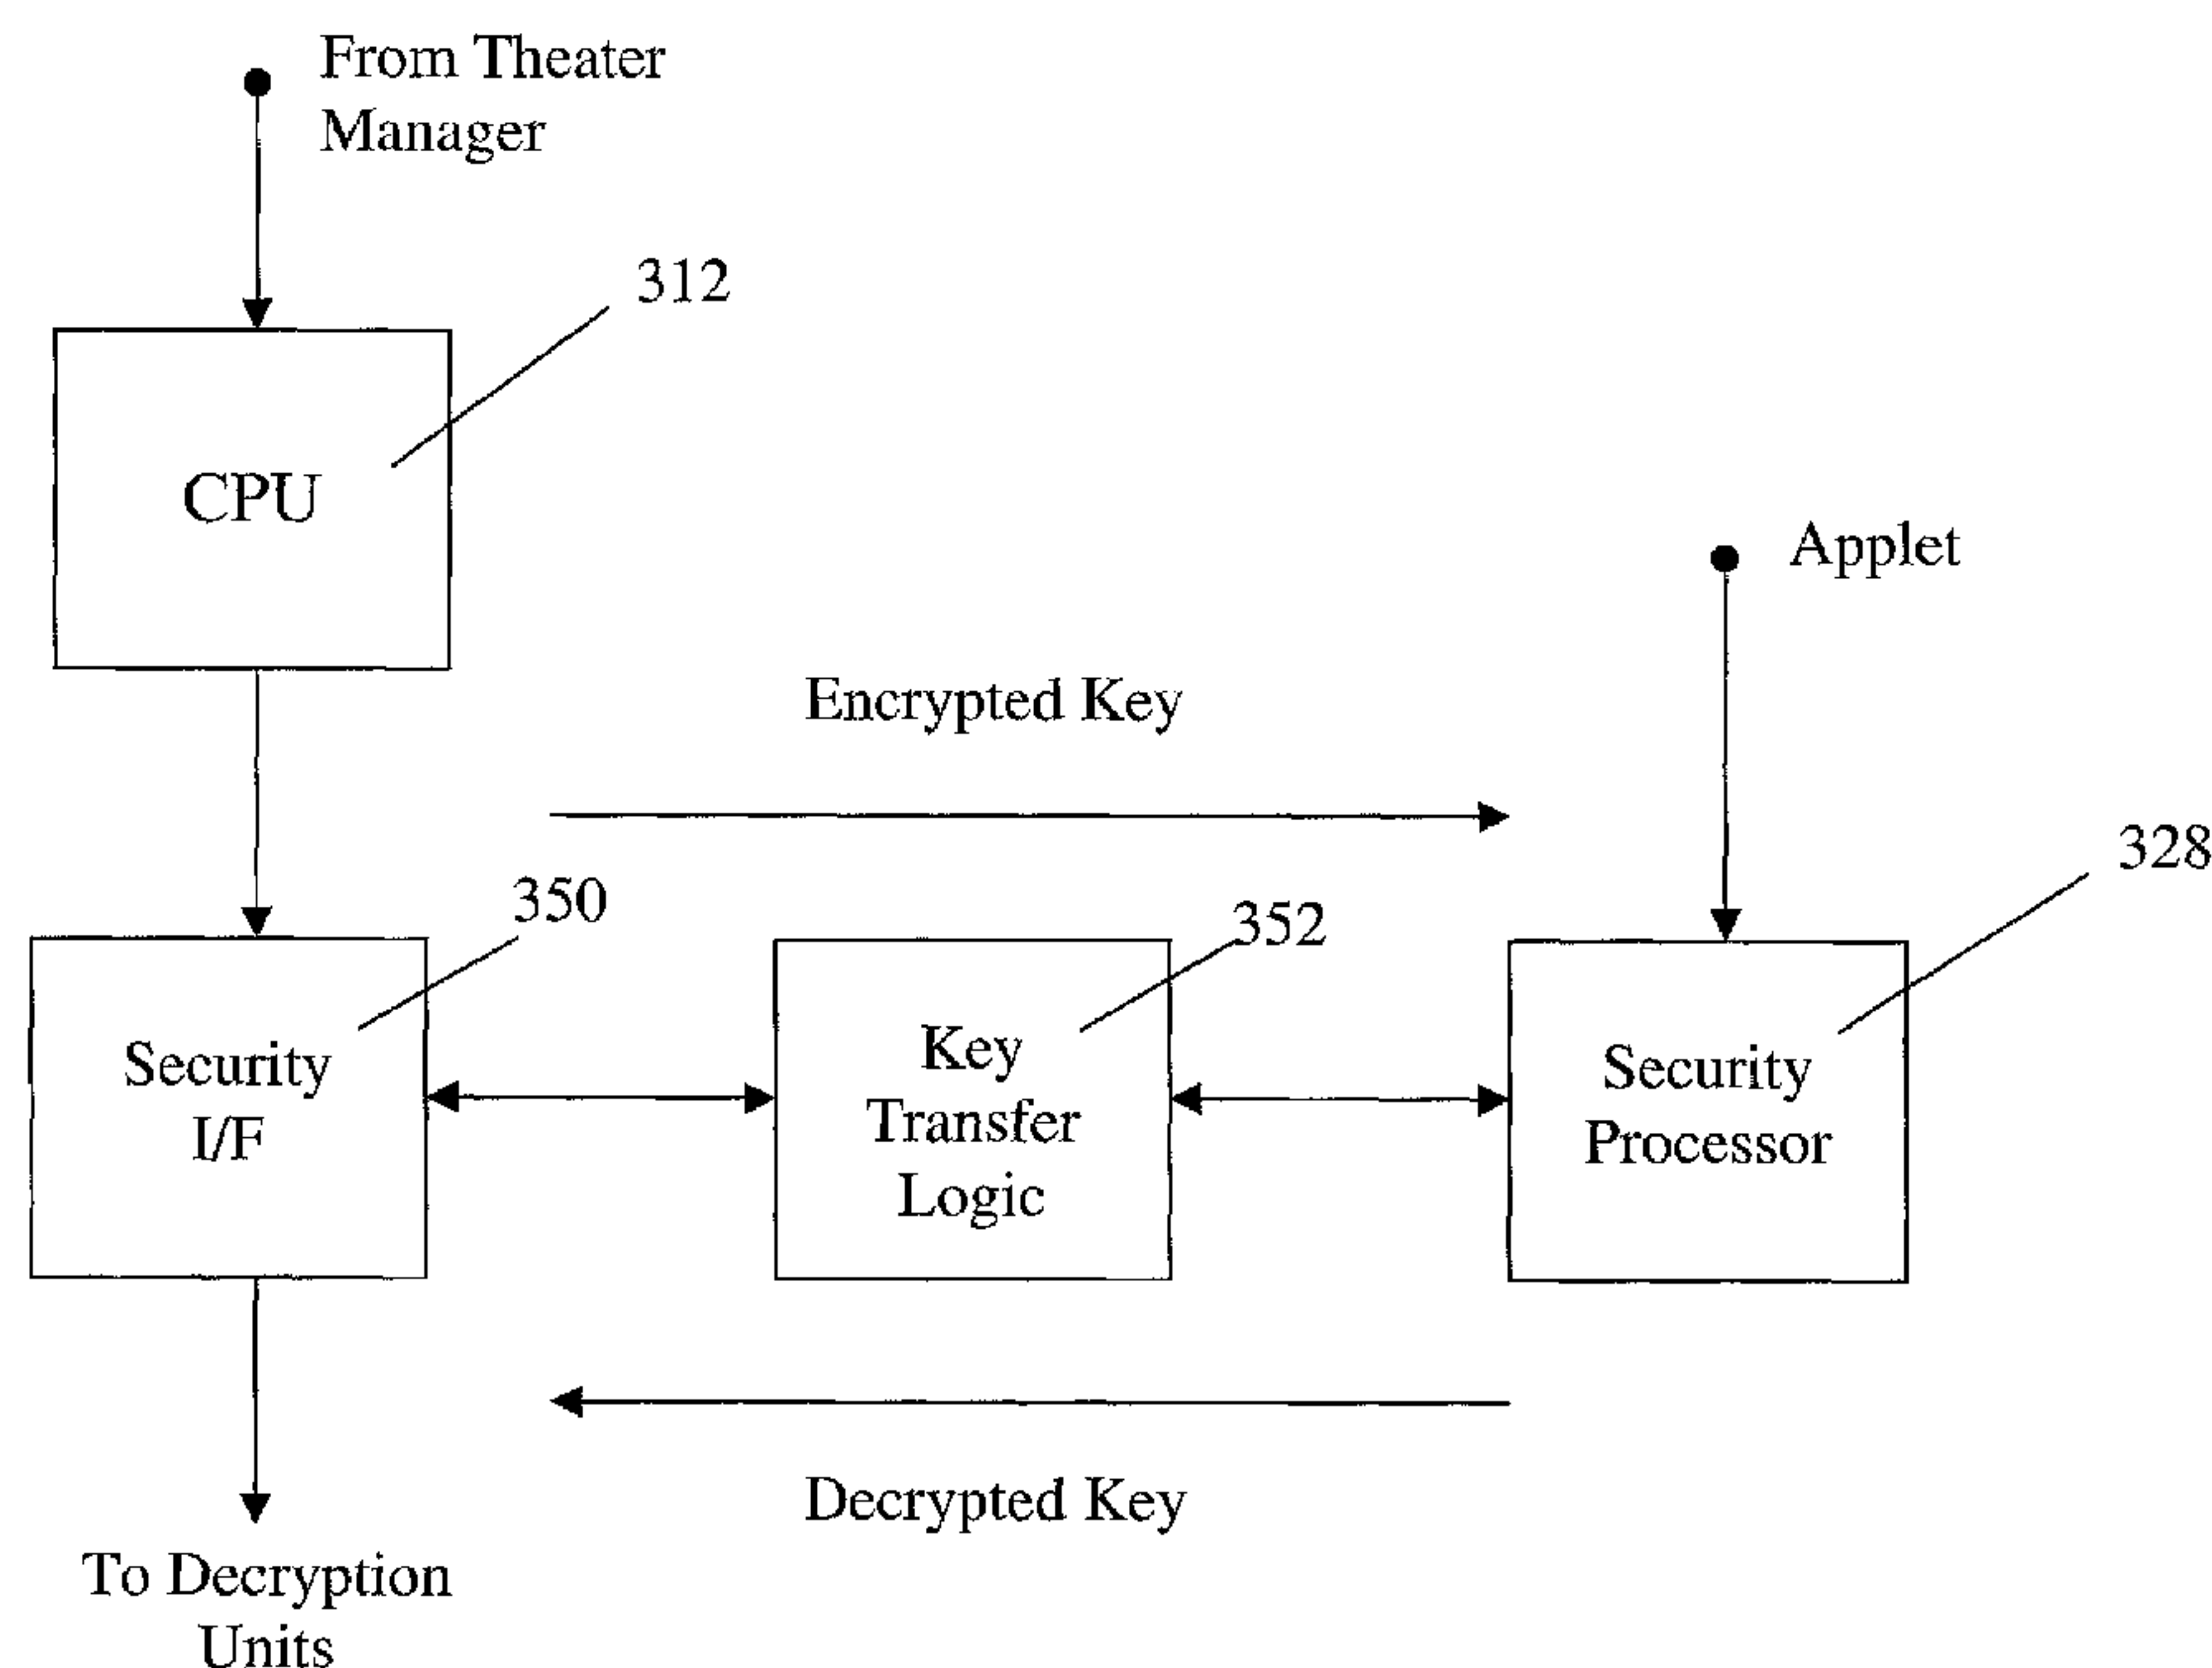 From Theater
Manager
312
CPU
Applet
Encrypted Key
328
350
352
Security
I/F
Key
Transfer
Logic
Security
Processor
Decrypted Key
To Decryption
Units